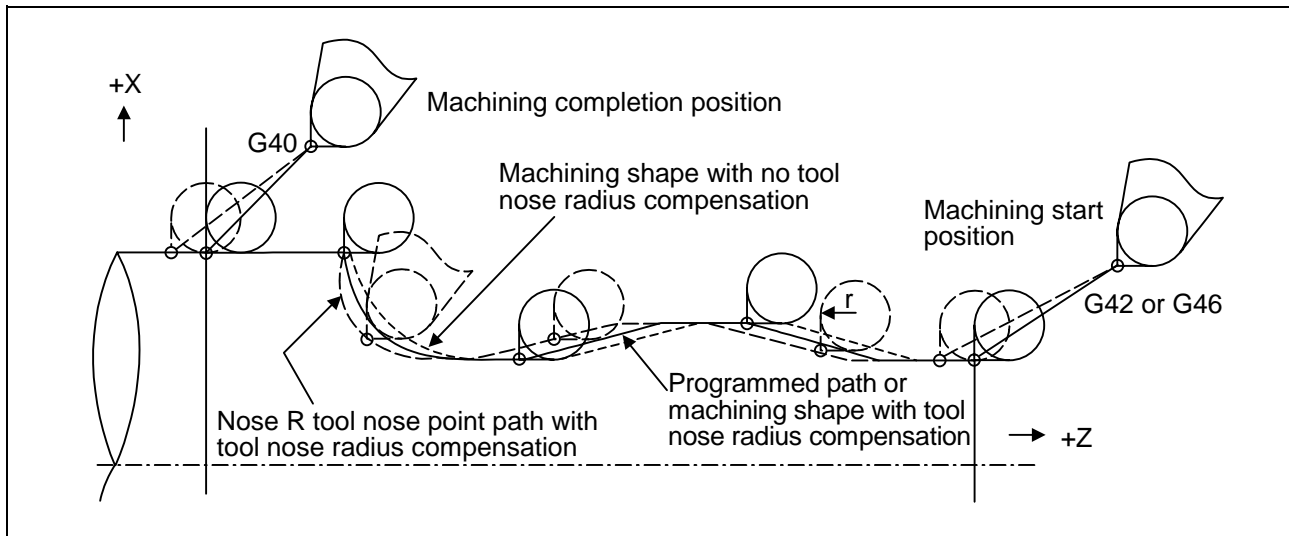 +X
Machining completion position
G40
Machining shape with no tool
nose radius compensation
Machining start
position
r
G42 or G46
Nose R tool nose point path with
tool nose radius compensation
Programmed path or
machining shape with tool
nose radius compensation
+Z